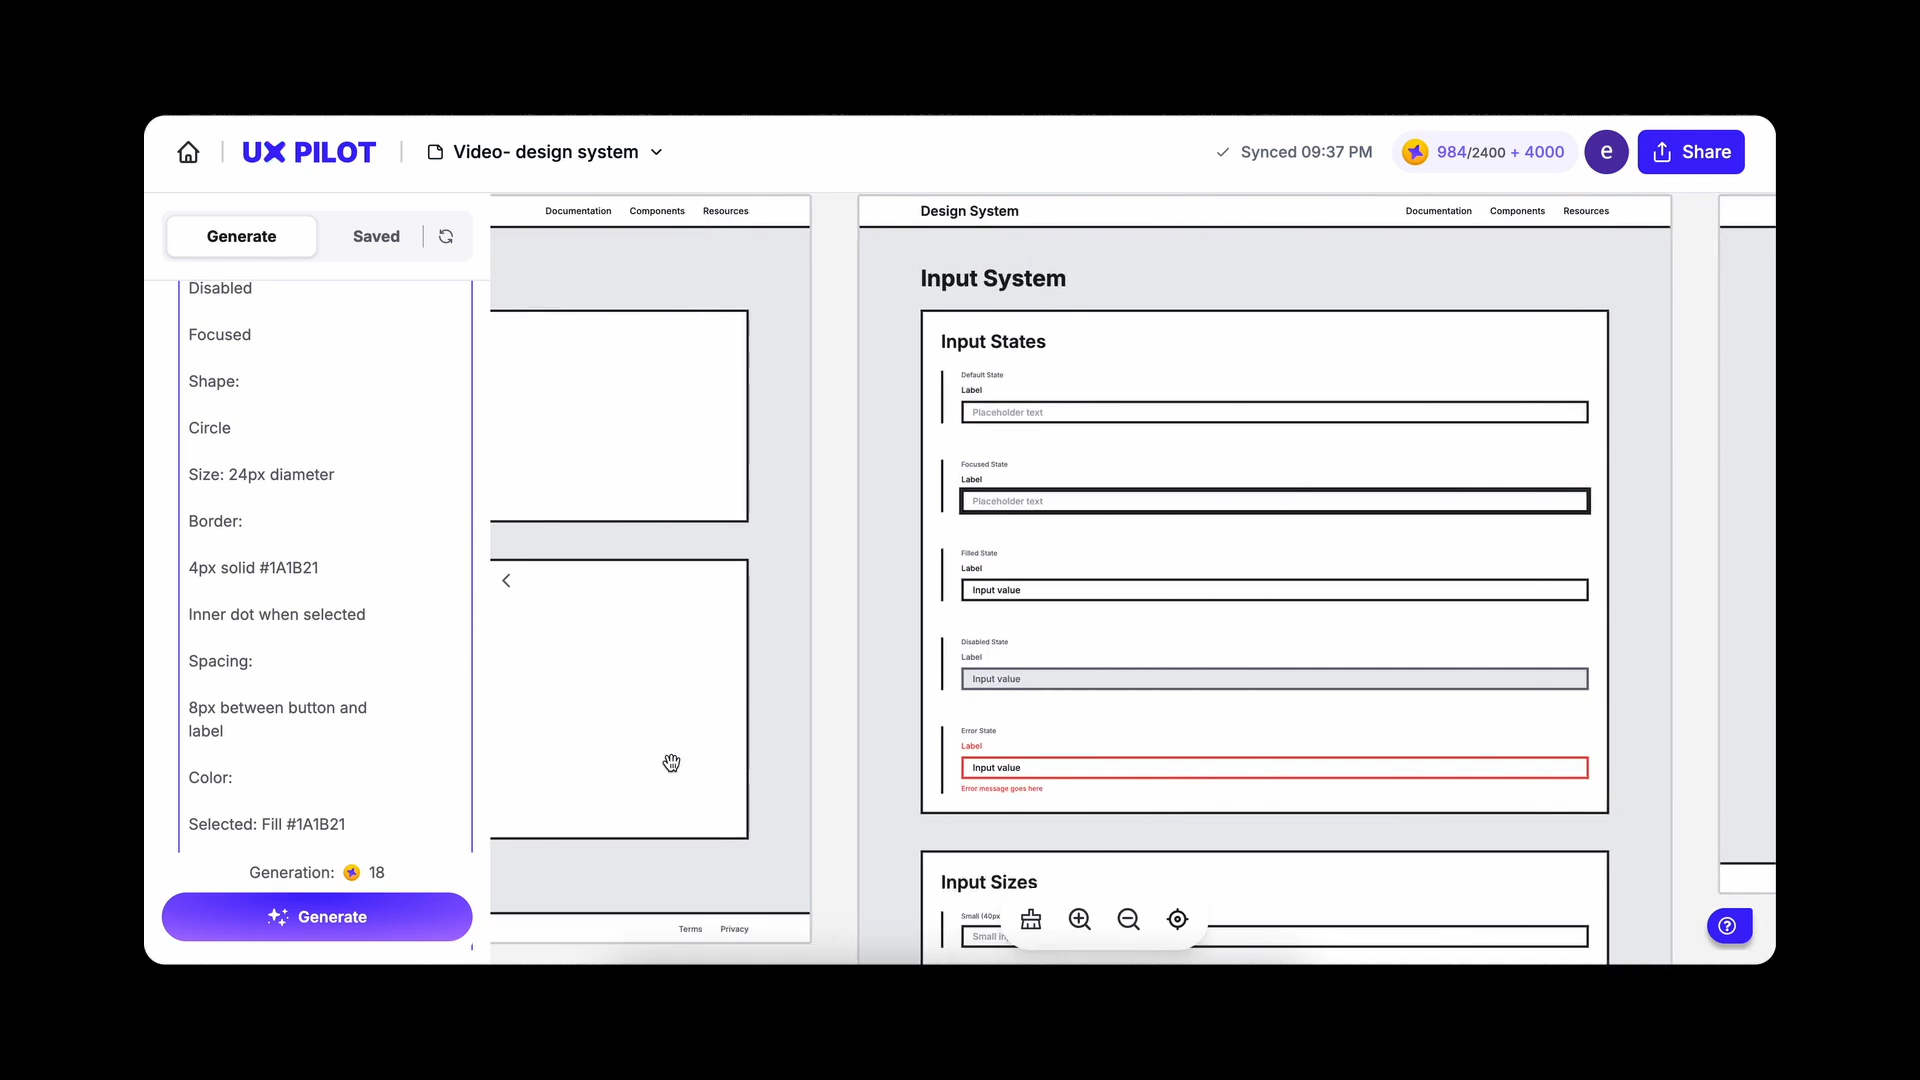 UX PILOT
Video- design system
Synced 09:37 PM
984/2400 + 4000
e
Share
Generate
Saved
Disabled
Focused
Shape:
Circle
Size: 24px diameter
Border:
4px solid #1A1B21
Inner dot when selected
Spacing:
8px between button and
label
Color:
Selected: Fill #1A1B21
Generation: 18
Generate
Documentation Components Resources
Terms Privacy
Design System
Documentation Components Resources
Input System
Input States
Default State
Label
Placeholder text
Focused State
Label
Placeholder text
Filled State
Label
Input value
Disabled State
Label
Input value
Error State
Label
Input value
Error message goes here
Input Sizes
Small (40px
Small in